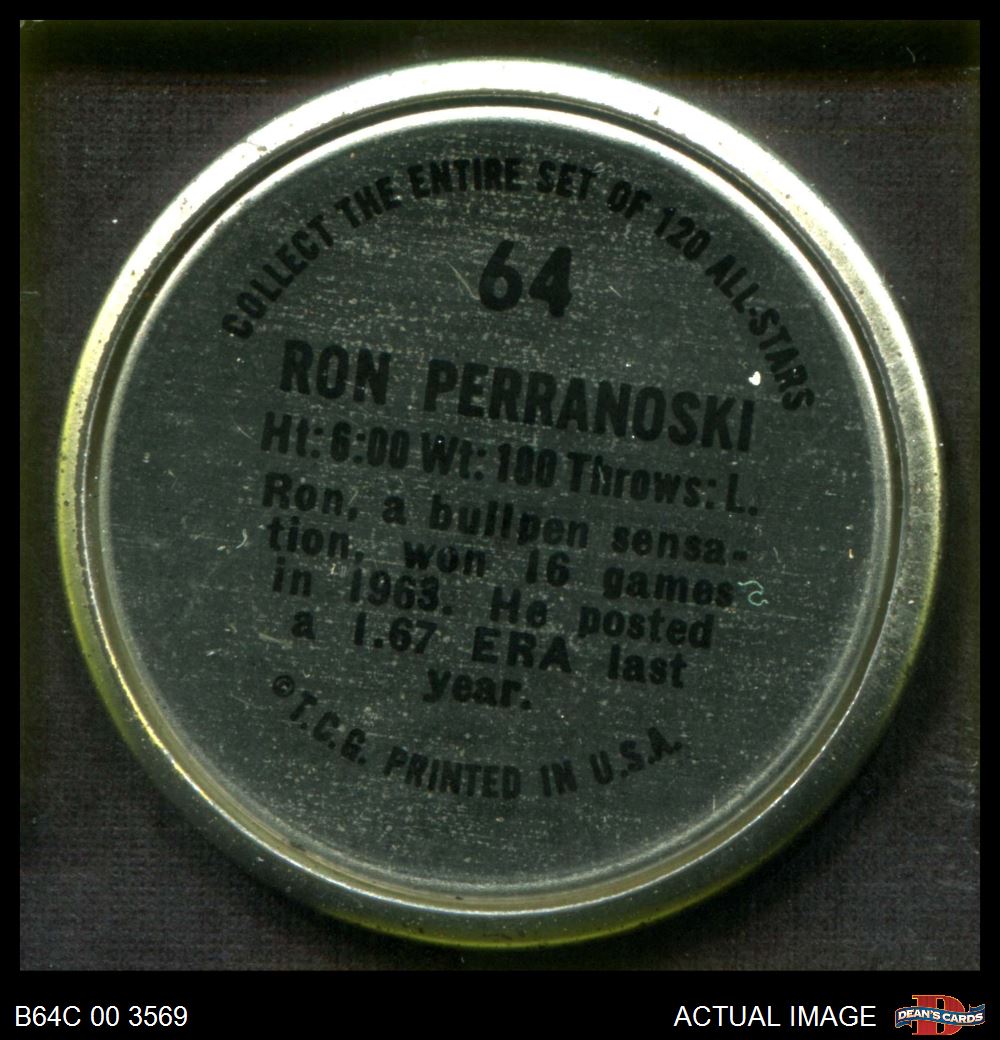 COLLECT THE ENTIRE SET OF 120 ALL-STARS
64
RON PERRANOSKI
Ht: 6:00 Wt: 180 Throws: L.
Ron, a bullpen sensa-
tion, won 16 games
in 1963. He posted
a 1.67 ERA last
year.
©T.C.G. PRINTED IN U.S.A.
B64C 00 3569
ACTUAL IMAGE
D
DEAN'S CARDS